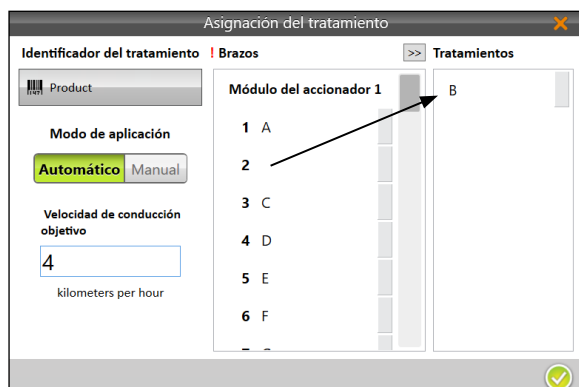 Asignación del tratamiento
Identificador del tratamiento
! Brazos
>>
Tratamientos
Product
Módulo del accionador 1
B
1 A
Modo de aplicación
2
Automático Manual
3 C
Velocidad de conducción
objetivo
4 D
4
5 E
kilometers per hour
6 F